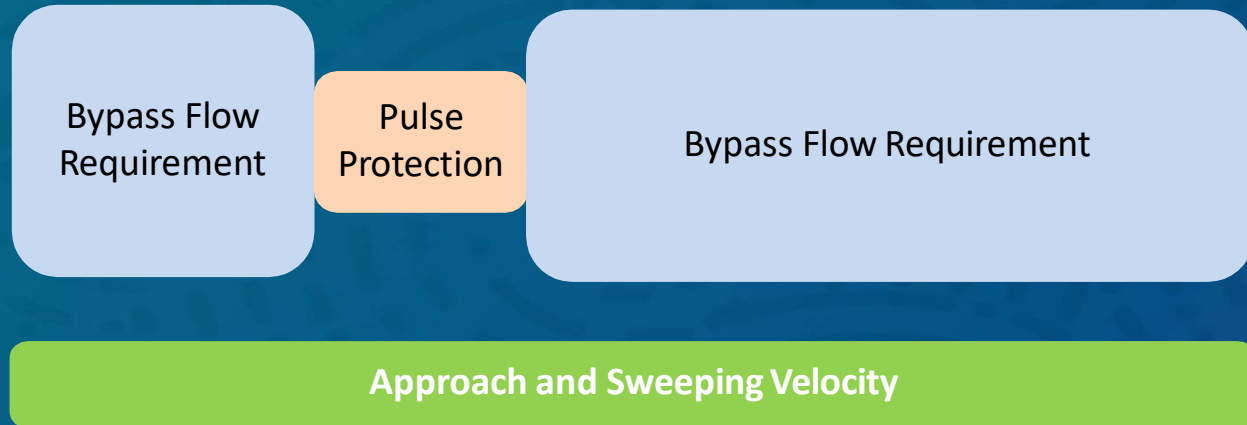 Bypass Flow
Requirement
Pulse
Protection
Bypass Flow Requirement
Approach and Sweeping Velocity